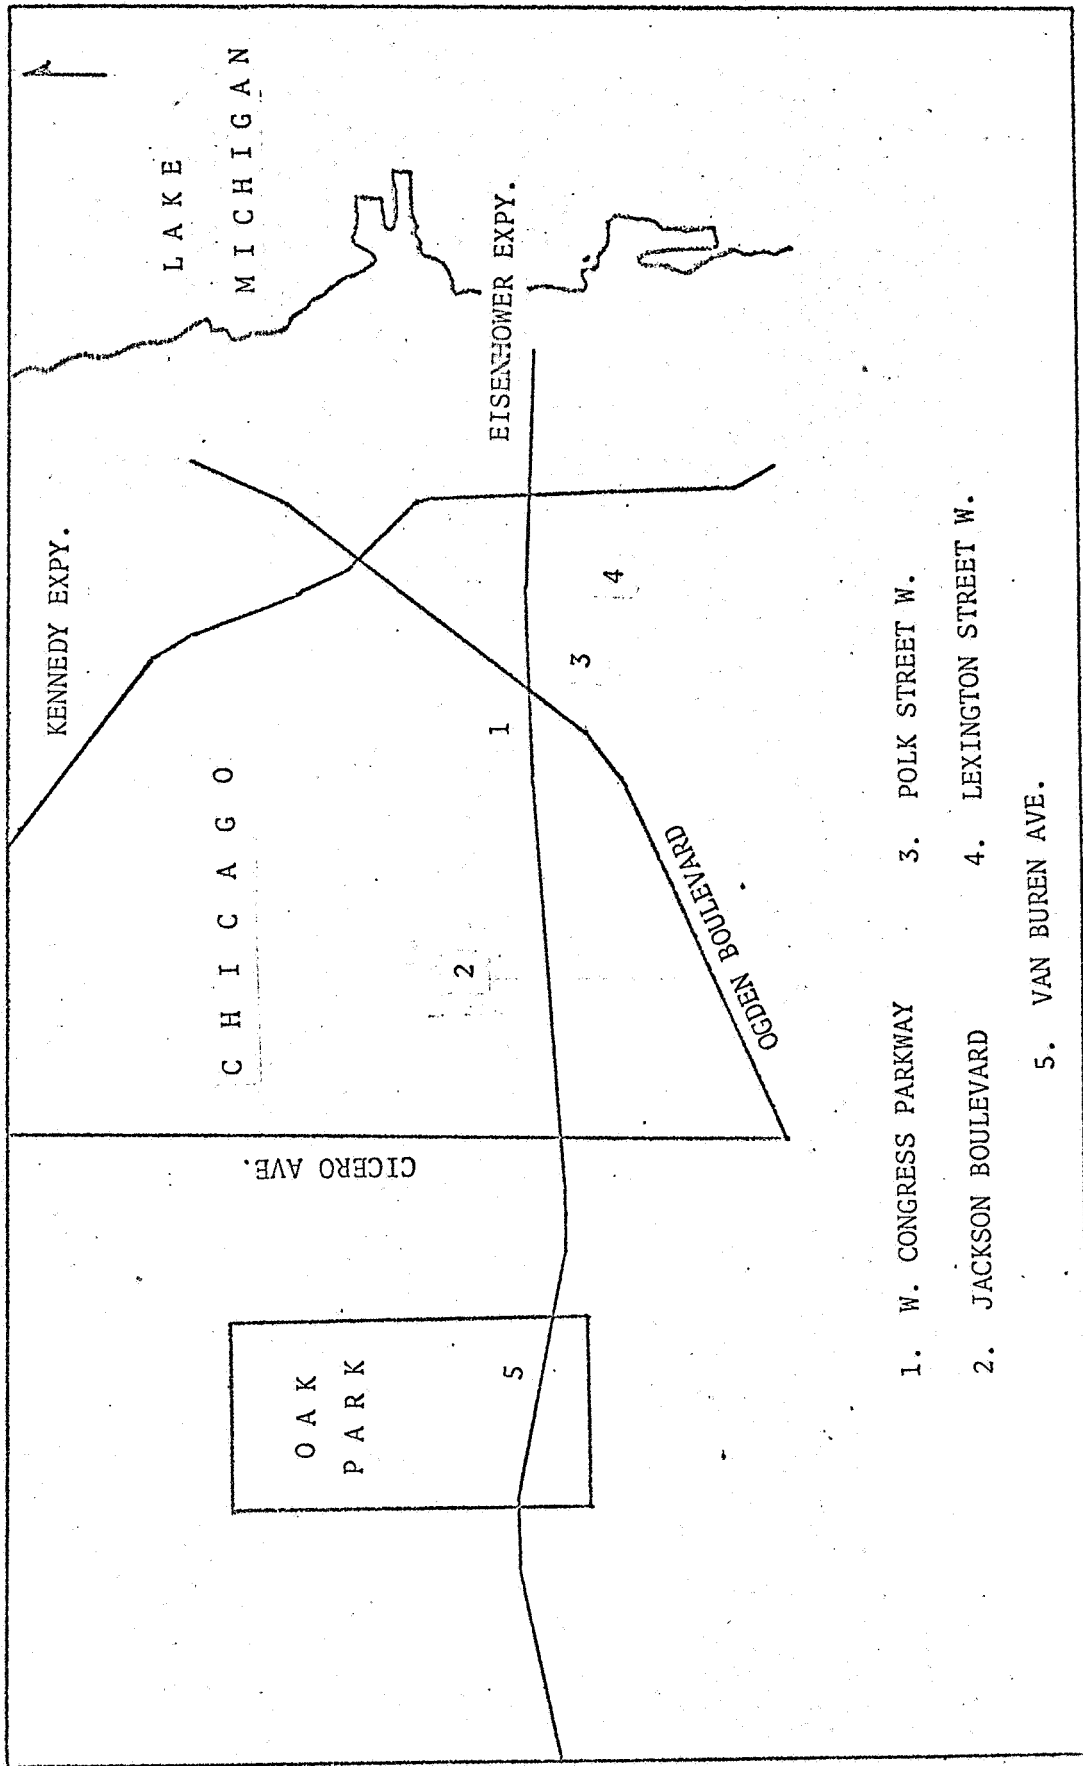 KENNEDY EXPY.
LAKE
MICHIGAN
CHICAGO
CICERO AVE.
OAK
PARK
EISENHOWER EXPY.
OGDEN BOULEVARD
1
2
3
4
5
1. W. CONGRESS PARKWAY
2. JACKSON BOULEVARD
3. POLK STREET W.
4. LEXINGTON STREET W.
5. VAN BUREN AVE.